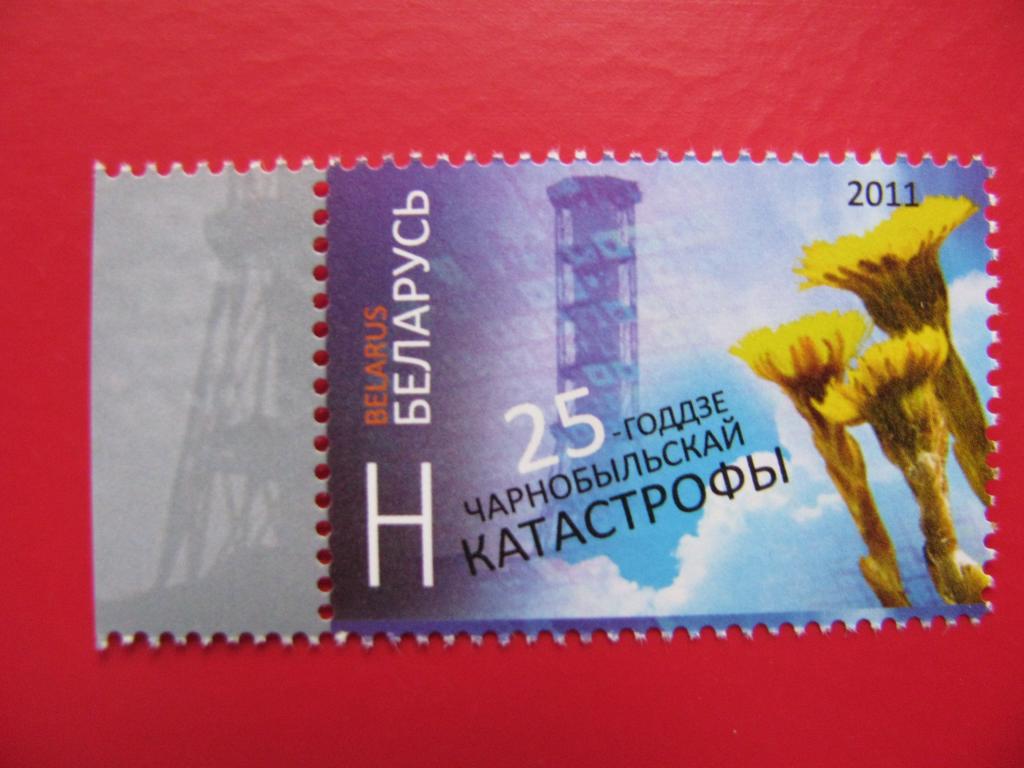 2011
BELARUS
БЕЛАРУСЬ
H
25-ГОДДЗЕ
ЧАРНОБЫЛЬСКАЙ
КАТАСТРОФЫ